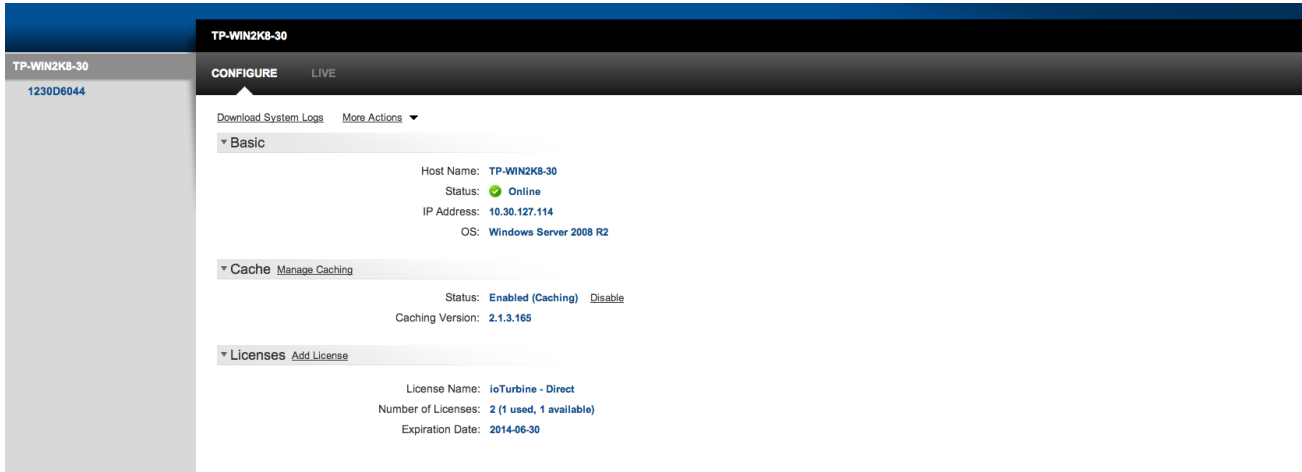 TP-WIN2K8-30
TP-WIN2K8-30
1230D6044
CONFIGURE LIVE
Download System Logs More Actions
Basic
Host Name: TP-WIN2K8-30
Status: Online
IP Address: 10.30.127.114
OS: Windows Server 2008 R2
Cache Manage Caching
Status: Enabled (Caching) Disable
Caching Version: 2.1.3.165
Licenses Add License
License Name: ioTurbine - Direct
Number of Licenses: 2 (1 used, 1 available)
Expiration Date: 2014-06-30